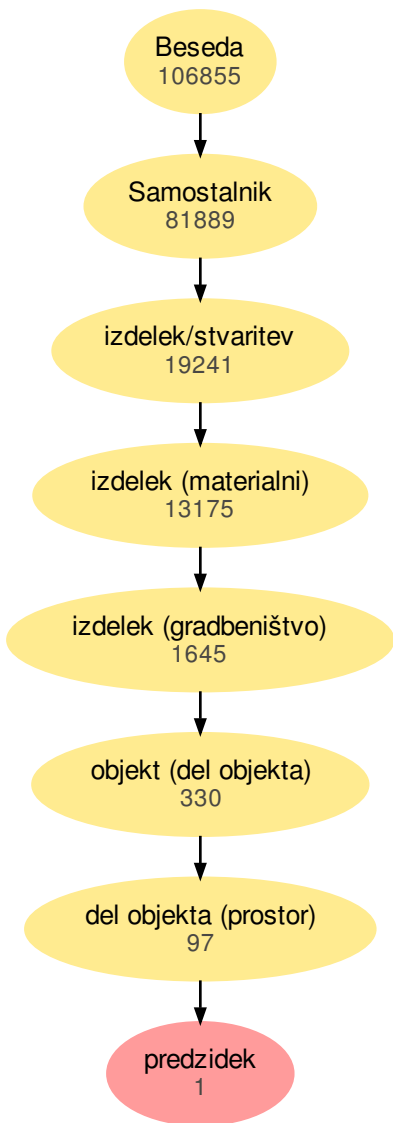 Beseda
106855
Samostalnik
81889
izdelek/stvaritev
19241
izdelek (materialni)
13175
izdelek (gradbeništvo)
1645
objekt (del objekta)
330
del objekta (prostor)
97
predzidek
1